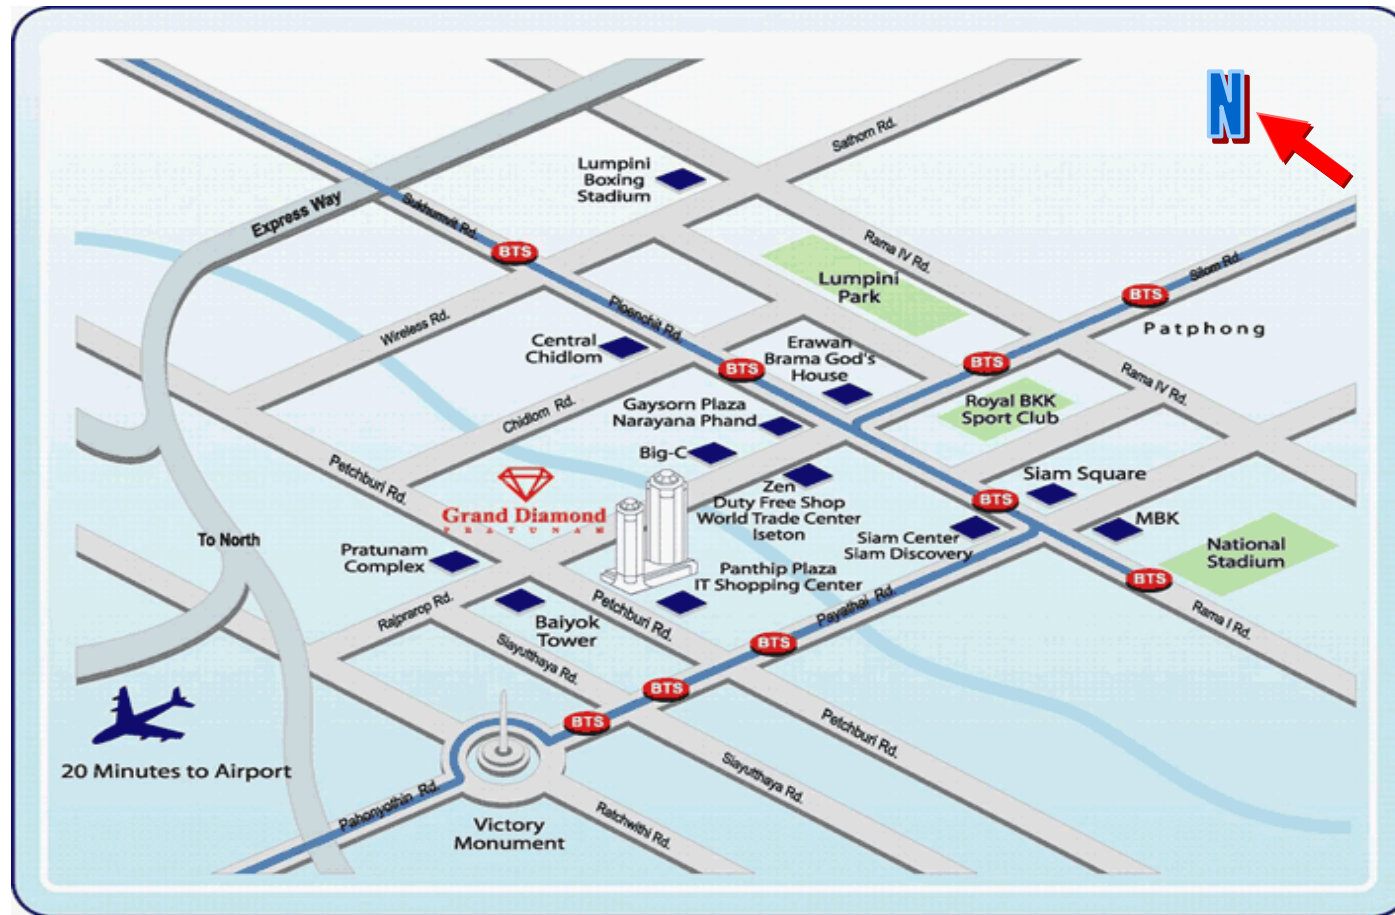 N
Sathorn Rd.
Lumpini
Boxing
Stadium
Express Way
Sukhumvit Rd.
BTS
Rama IV Rd.
Silom Rd.
Lumpini
Park
BTS
Patphong
Wireless Rd.
Ploenchit Rd.
Central
Chidlom
Erawan
Brama God's
House
BTS
BTS
Rama IV Rd.
Chidlom Rd.
Gaysorn Plaza
Narayana Phand
Royal BKK
Sport Club
Big-C
Petchburi Rd.
Siam Square
Zen
Duty Free Shop
World Trade Center
Iseton
BTS
Grand Diamond
PRATUNAM
Siam Center
Siam Discovery
MBK
To North
National
Stadium
Pratunam
Complex
Panthip Plaza
IT Shopping Center
BTS
Rajprarop Rd.
Petchburi Rd.
Payathai Rd.
Rama I Rd.
Baiyok
Tower
Siayutthaya Rd.
BTS
BTS
BTS
Petchburi Rd.
20 Minutes to Airport
Siayutthaya Rd.
Pahonyothin Rd.
Victory
Monument
Ratchwithi Rd.